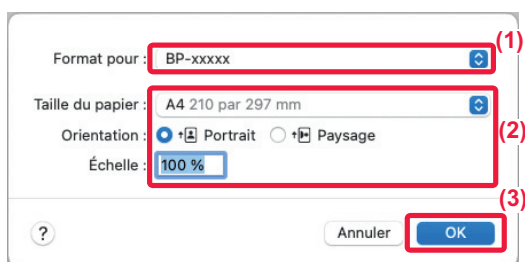 (1)
Format pour : BP-xxxxx
Taille du papier : A4 210 par 297 mm
Orientation : Portrait Paysage
(2)
Échelle : 100 %
(3)
? Annuler OK